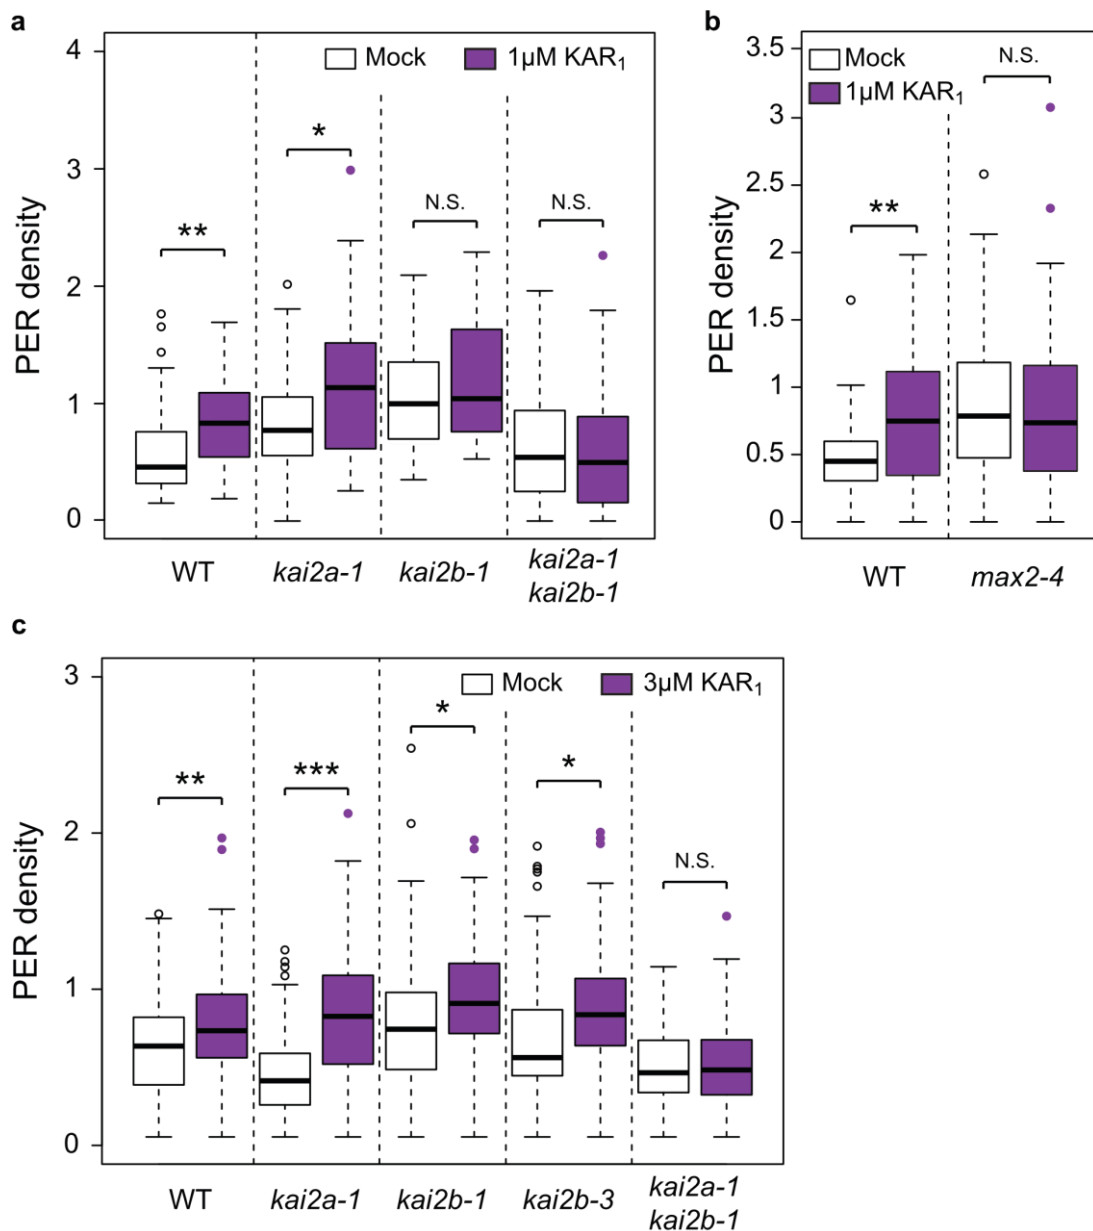 a
Mock
1µM KAR₁
PER density
4
3
2
1
0
**
*
N.S.
N.S.
WT
kai2a-1
kai2b-1
kai2a-1
kai2b-1
b
Mock
1µM KAR₁
PER density
3.5
3
2.5
2
1.5
1
0.5
0
**
N.S.
WT
max2-4
c
Mock
3µM KAR₁
PER density
3
2
1
0
**
***
*
*
N.S.
WT
kai2a-1
kai2b-1
kai2b-3
kai2a-1
kai2b-1